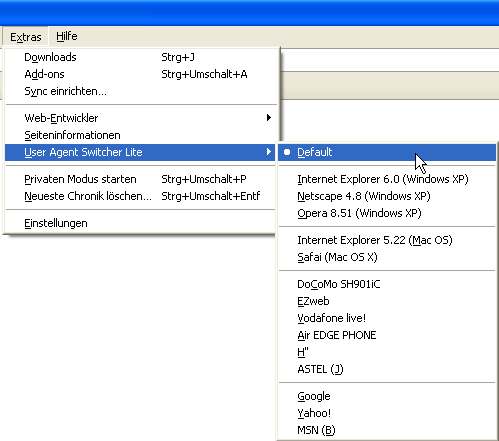 Extras Hilfe
Downloads Strg+J
Add-ons Strg+Umschalt+A
Sync einrichten...
Web-Entwickler
Seiteninformationen
User Agent Switcher Lite
Privaten Modus starten Strg+Umschalt+P
Neueste Chronik löschen... Strg+Umschalt+Entf
Einstellungen
Default
Internet Explorer 6.0 (Windows XP)
Netscape 4.8 (Windows XP)
Opera 8.51 (Windows XP)
Internet Explorer 5.22 (Mac OS)
Safai (Mac OS X)
DoCoMo SH901iC
EZweb
Vodafone live!
Air EDGE PHONE
H"
ASTEL (J)
Google
Yahoo!
MSN (B)